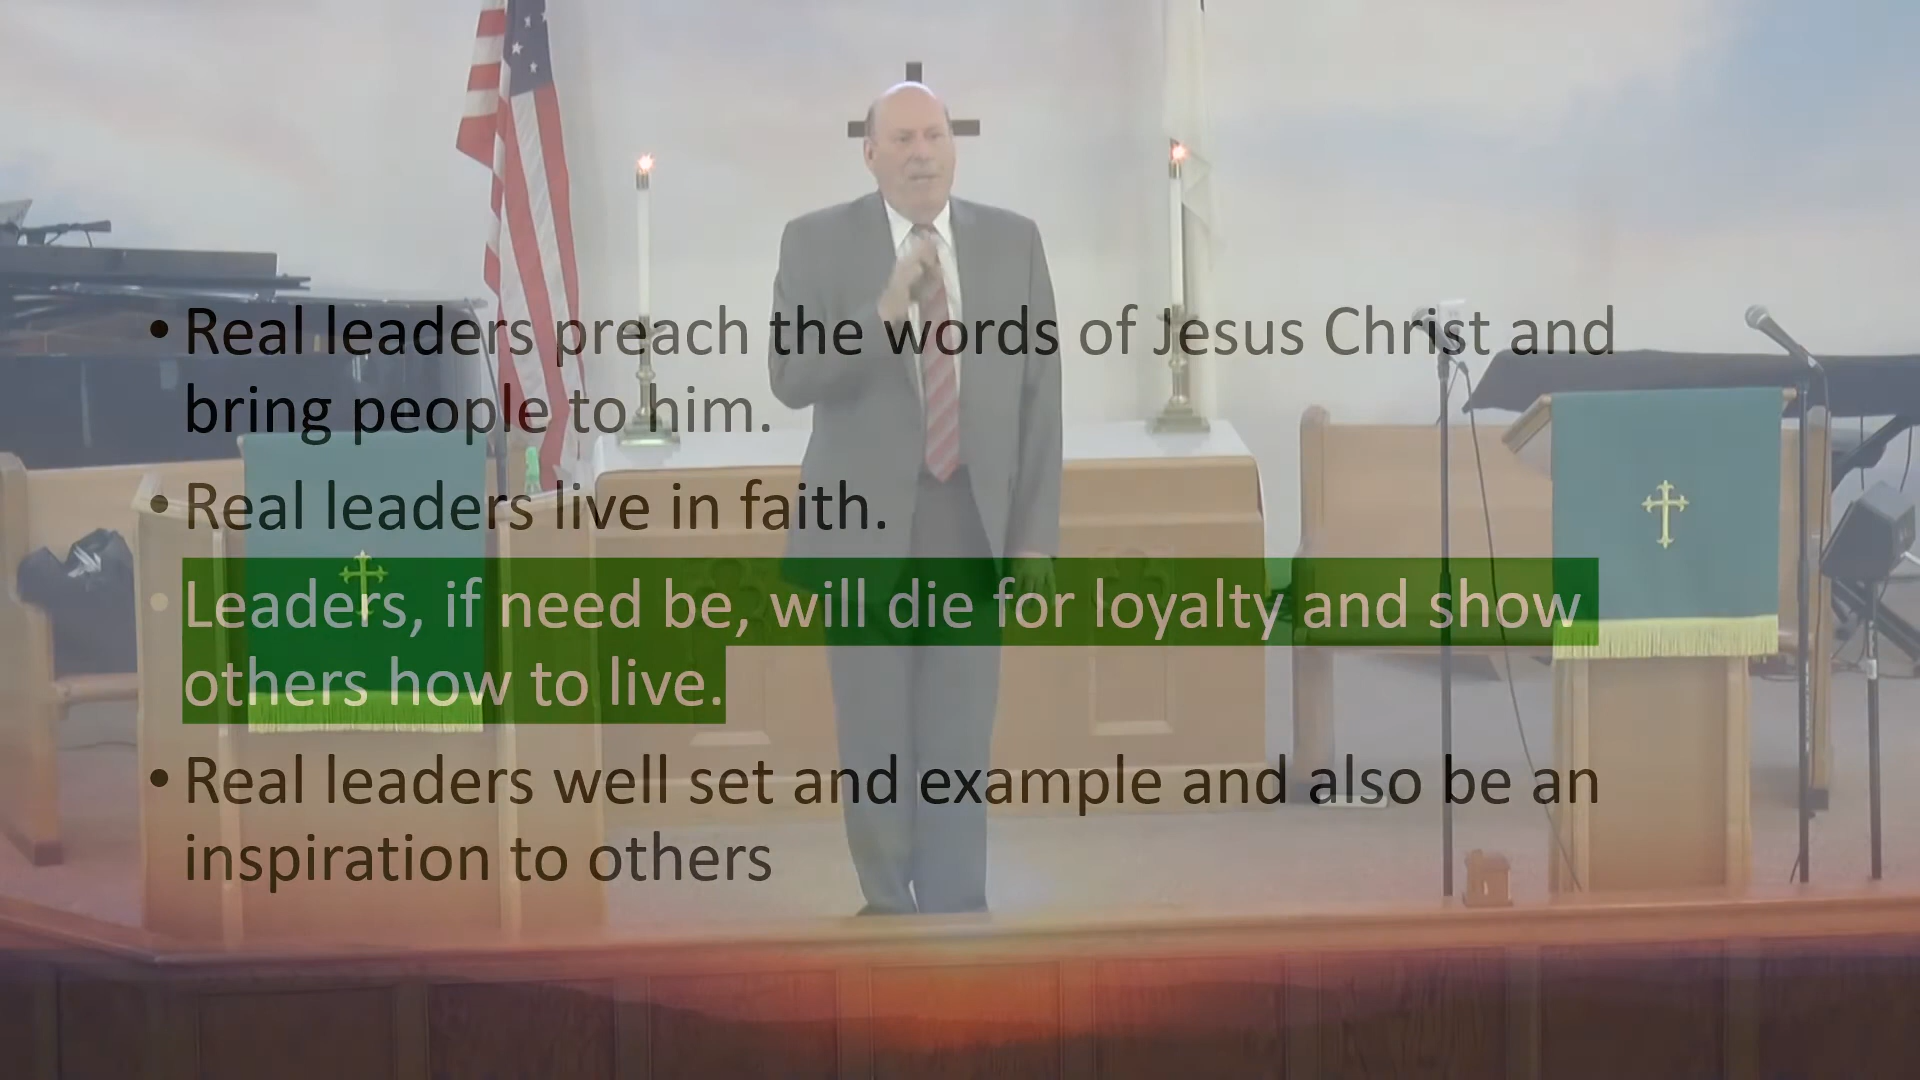 • Real leaders preach the words of Jesus Christ and
bring people to him.
• Real leaders live in faith.
• Leaders, if need be, will die for loyalty and show
others how to live.
• Real leaders well set and example and also be an
inspiration to others